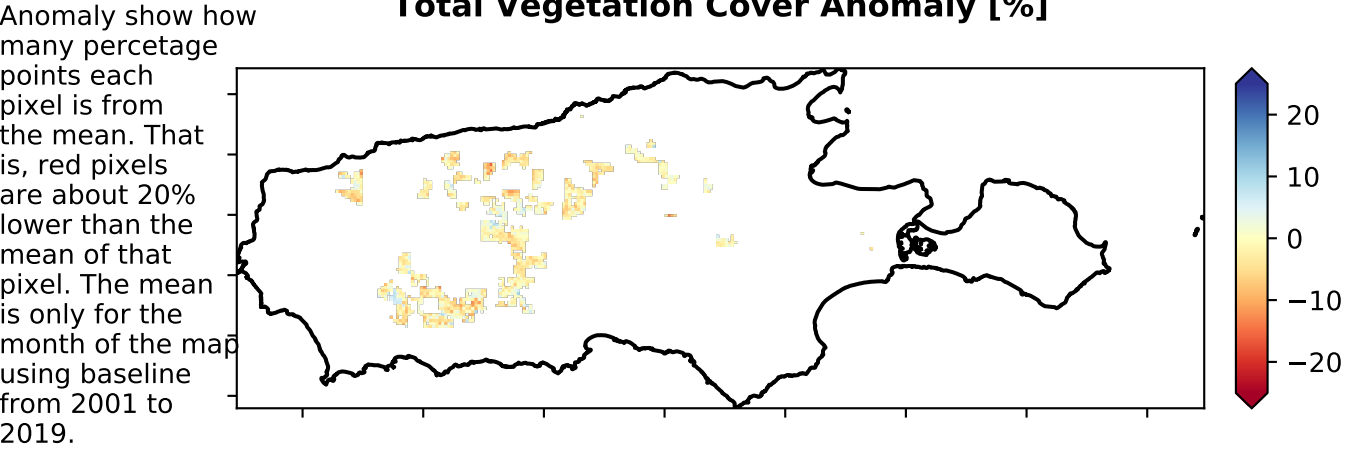 Total Vegetation Cover Anomaly [%]
Anomaly show how
many percetage
points each
pixel is from
the mean. That
is, red pixels
are about 20%
lower than the
mean of that
pixel. The mean
is only for the
month of the map
using baseline
from 2001 to
2019.
20
10
0
−10
−20